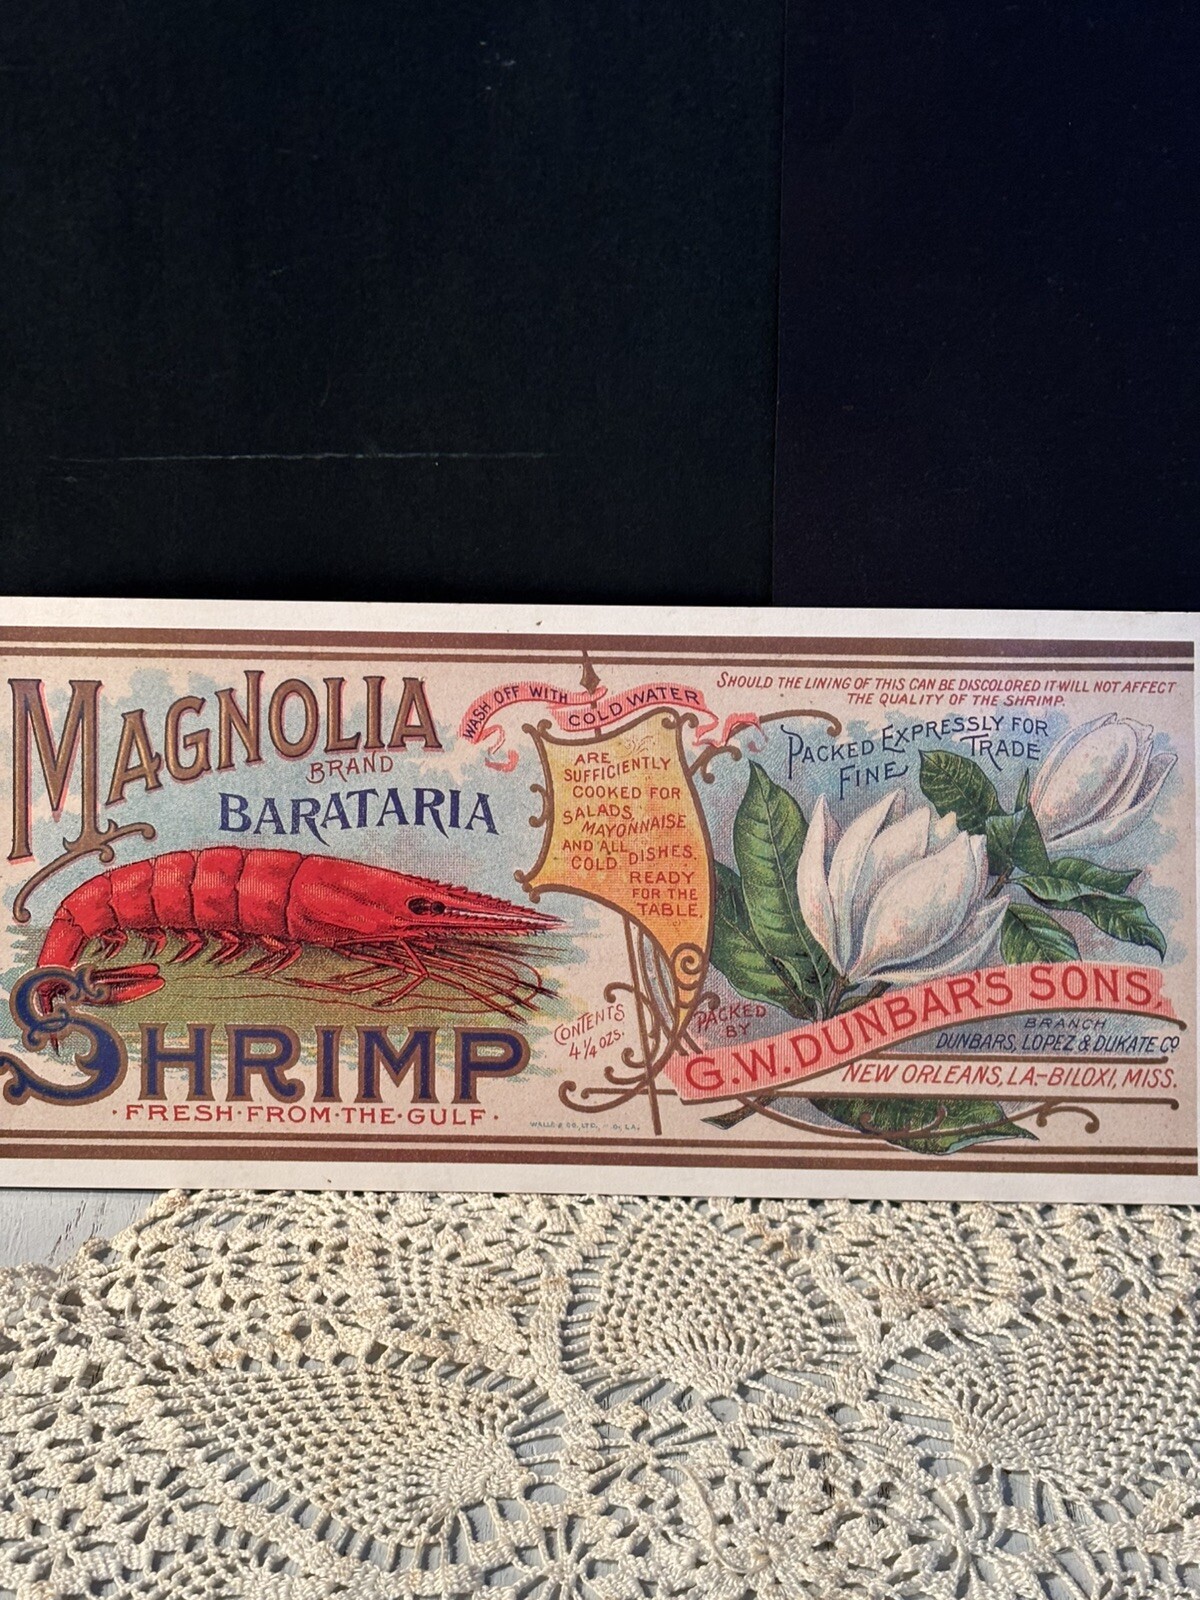 MAGNOLIA
BRAND
BARATARIA
SHRIMP
·FRESH·FROM·THE·GULF·
WASH OFF WITH
COLD WATER
ARE
SUFFICIENTLY
COOKED FOR
SALADS,
MAYONNAISE
AND ALL
COLD DISHES.
READY
FOR THE
TABLE.
CONTENTS
4¼ OZS.
SHOULD THE LINING OF THIS CAN BE DISCOLORED IT WILL NOT AFFECT
THE QUALITY OF THE SHRIMP.
PACKED EXPRESSLY FOR
FINE TRADE
PACKED
BY
G.W.DUNBAR'S SONS,
BRANCH
DUNBARS, LOPEZ & DUKATE CO
NEW ORLEANS, LA-BILOXI, MISS.